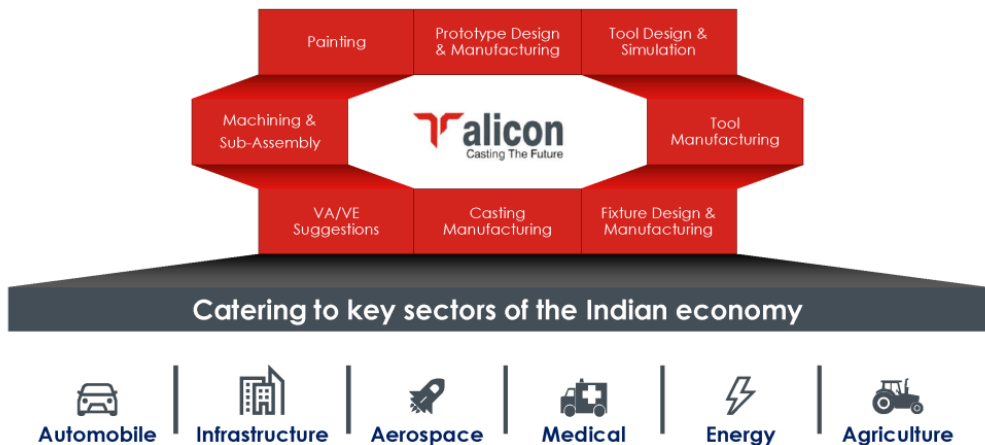 Painting
Prototype Design
& Manufacturing
Tool Design &
Simulation
Machining &
Sub-Assembly
alicon
Casting The Future
Tool
Manufacturing
VA/VE
Suggestions
Casting
Manufacturing
Fixture Design &
Manufacturing
Catering to key sectors of the Indian economy
Automobile
Infrastructure
Aerospace
Medical
Energy
Agriculture